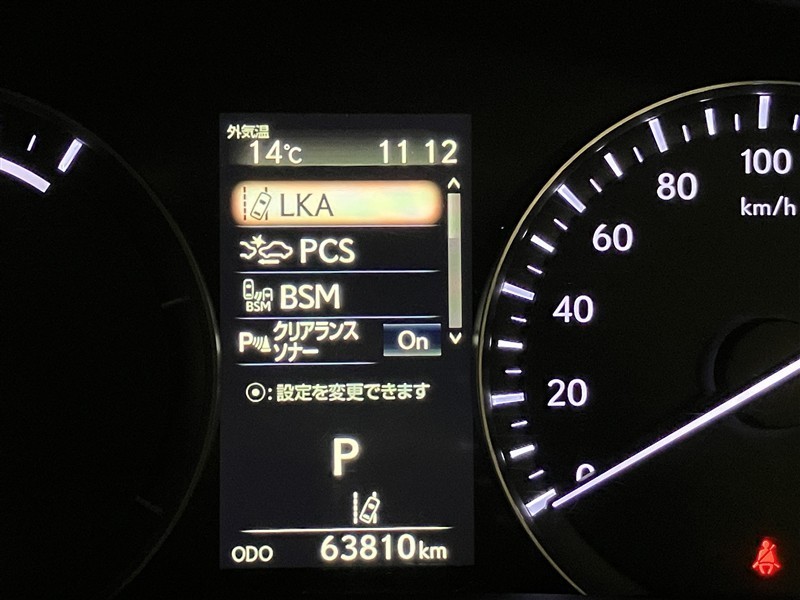 外気温
14℃ 11 12
LKA
PCS
BSM
BSM
P クリアランス
ソナー
On
⦿:設定を変更できます
P
ODO 63810km
100
km/h
80
60
40
20
0